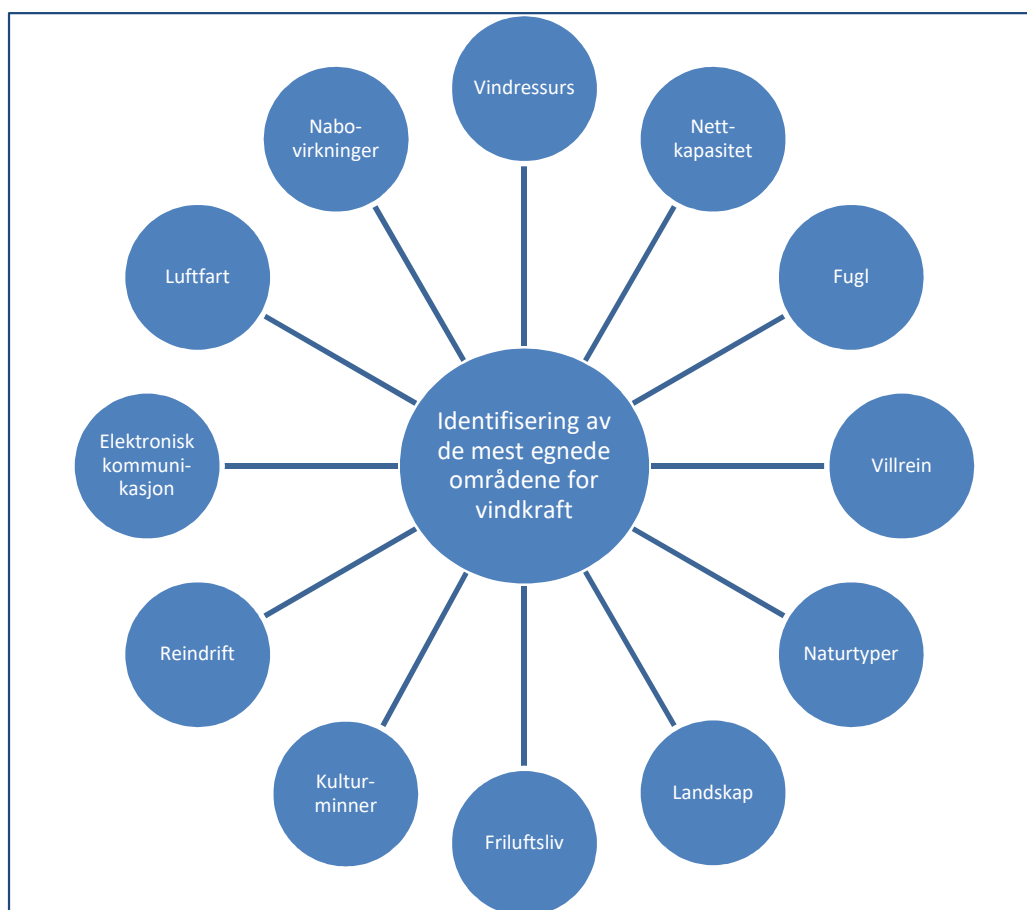 Vindressurs
Nett-
kapasitet
Fugl
Villrein
Naturtyper
Landskap
Friluftsliv
Kultur-
minner
Reindrift
Elektronisk
kommuni-
kasjon
Luftfart
Nabo-
virkninger
Identifisering av
de mest egnede
områdene for
vindkraft